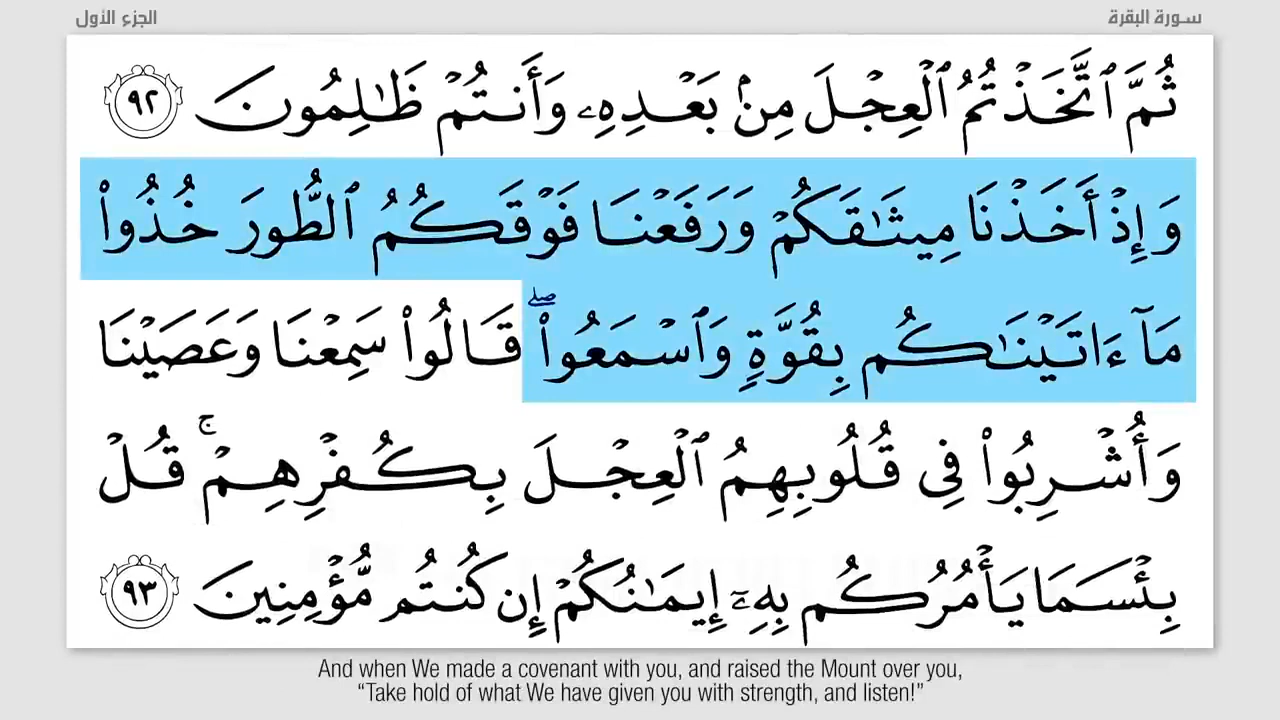 سورة البقرة
الجزء الأول
ثُمَّ ٱتَّخَذْتُمُ ٱلْعِجْلَ مِنۢ بَعْدِهِۦ وَأَنتُمْ ظَـٰلِمُونَ ٩٢
وَإِذْ أَخَذْنَا مِيثَـٰقَكُمْ وَرَفَعْنَا فَوْقَكُمُ ٱلطُّورَ خُذُوا۟
مَآ ءَاتَيْنَـٰكُم بِقُوَّةٍ وَٱسْمَعُوا۟ ۖ قَالُوا۟ سَمِعْنَا وَعَصَيْنَا
وَأُشْرِبُوا۟ فِى قُلُوبِهِمُ ٱلْعِجْلَ بِكُفْرِهِمْ ۚ قُلْ
بِئْسَمَا يَأْمُرُكُم بِهِۦٓ إِيمَـٰنُكُمْ إِن كُنتُم مُّؤْمِنِينَ ٩٣
And when We made a covenant with you, and raised the Mount over you,
“Take hold of what We have given you with strength, and listen!”